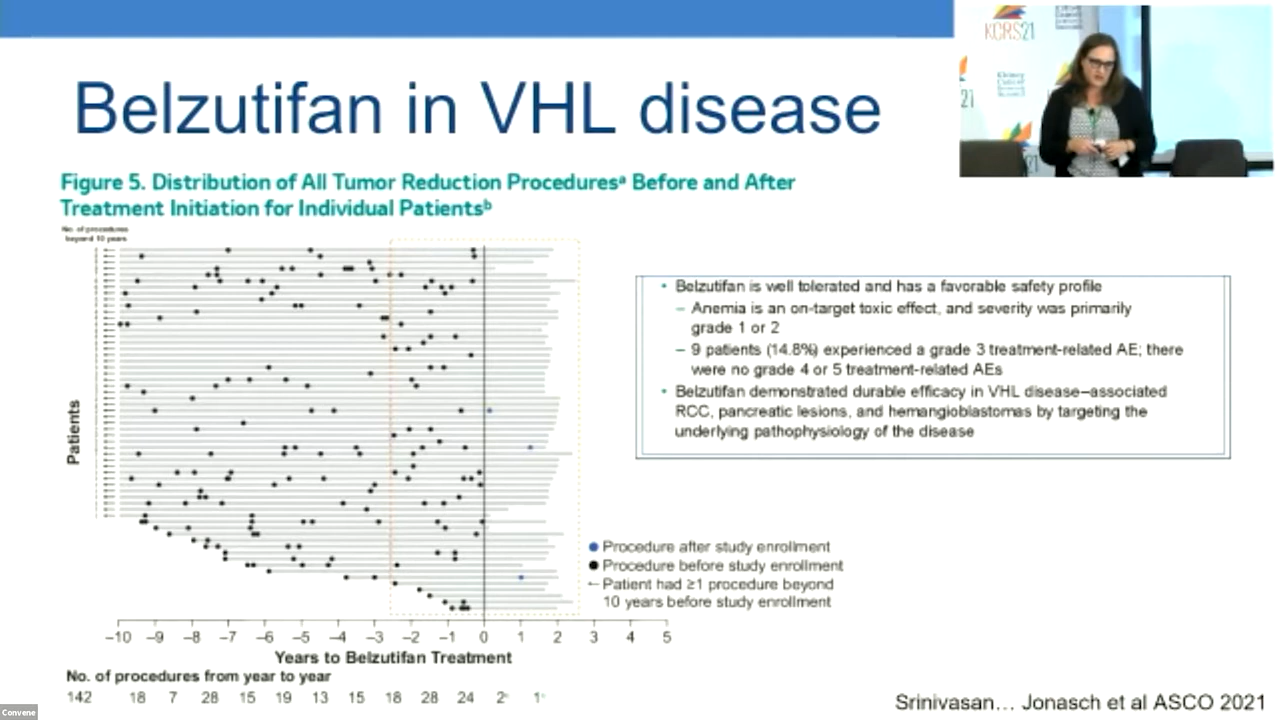 Belzutifan in VHL disease
KCRS21
Figure 5. Distribution of All Tumor Reduction Proceduresᵃ Before and After
Treatment Initiation for Individual Patientsᵇ
No. of procedures
beyond 10 years
Patients
• Belzutifan is well tolerated and has a favorable safety profile
– Anemia is an on-target toxic effect, and severity was primarily
grade 1 or 2
– 9 patients (14.8%) experienced a grade 3 treatment-related AE; there
were no grade 4 or 5 treatment-related AEs
• Belzutifan demonstrated durable efficacy in VHL disease–associated
RCC, pancreatic lesions, and hemangioblastomas by targeting the
underlying pathophysiology of the disease
Procedure after study enrollment
Procedure before study enrollment
Patient had ≥1 procedure beyond
10 years before study enrollment
–10 –9 –8 –7 –6 –5 –4 –3 –2 –1 0 1 2 3 4 5
Years to Belzutifan Treatment
No. of procedures from year to year
142 18 7 28 15 19 13 15 18 28 24 2 1
Srinivasan... Jonasch et al ASCO 2021
Convene